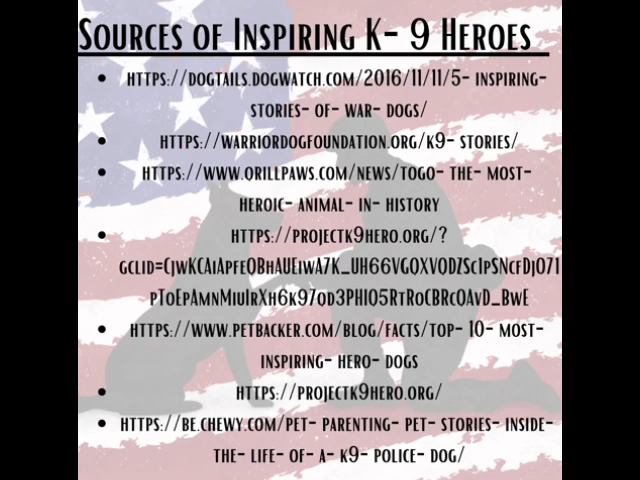 Sources of Inspiring K- 9 Heroes
• https://dogtails.dogwatch.com/2016/11/11/5- inspiring-
stories- of- war- dogs/
• https://warriordogfoundation.org/k9- stories/
• https://www.orillpaws.com/news/togo- the- most-
heroic- animal- in- history
• https://projectk9hero.org/?
• https://www.petbacker.com/blog/facts/top- 10- most-
inspiring- hero- dogs
• https://projectk9hero.org/
• https://be.chewy.com/pet- parenting- pet- stories- inside-
the- life- of- a- k9- police- dog/